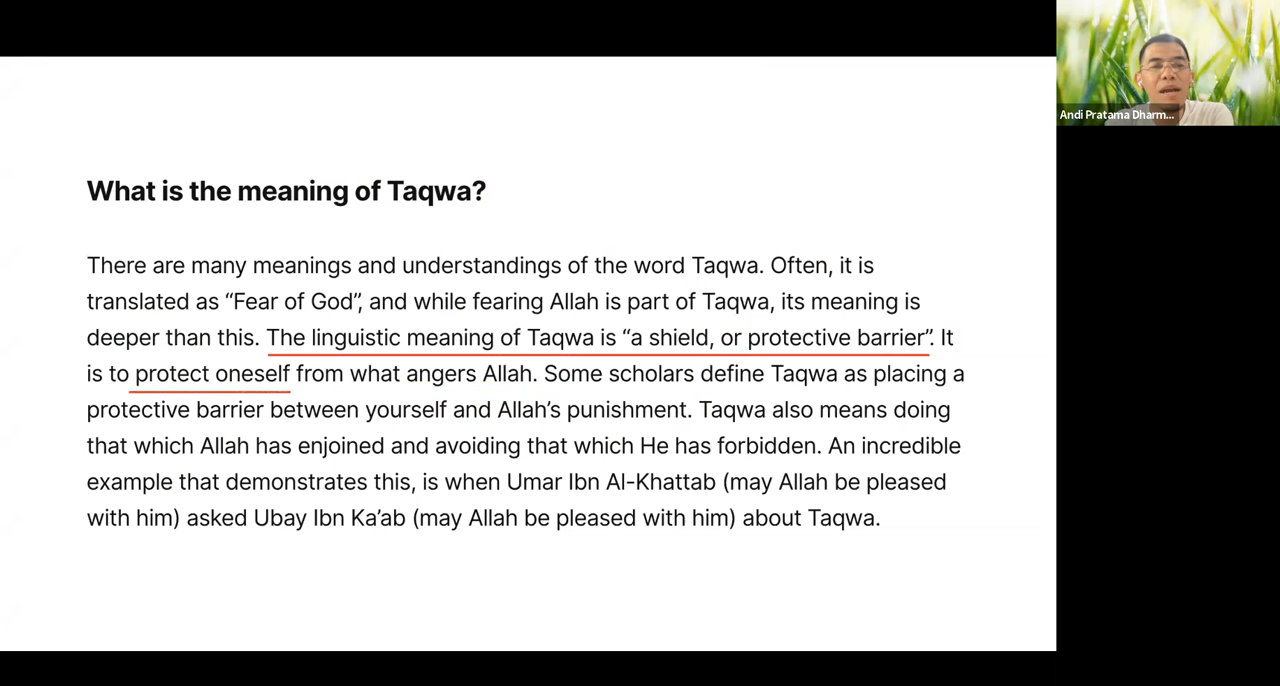 What is the meaning of Taqwa?
There are many meanings and understandings of the word Taqwa. Often, it is
translated as “Fear of God”, and while fearing Allah is part of Taqwa, its meaning is
deeper than this. The linguistic meaning of Taqwa is “a shield, or protective barrier”. It
is to protect oneself from what angers Allah. Some scholars define Taqwa as placing a
protective barrier between yourself and Allah’s punishment. Taqwa also means doing
that which Allah has enjoined and avoiding that which He has forbidden. An incredible
example that demonstrates this, is when Umar Ibn Al-Khattab (may Allah be pleased
with him) asked Ubay Ibn Ka’ab (may Allah be pleased with him) about Taqwa.
Andi Pratama Dharm...